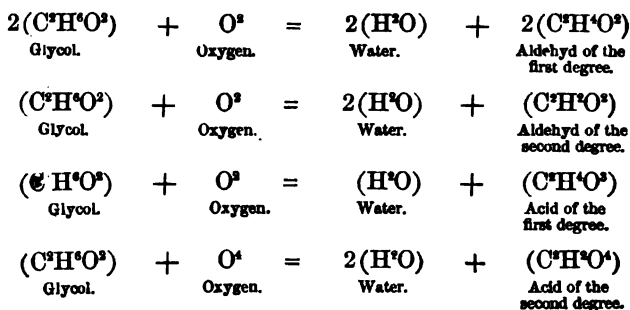 2(C²H⁶O²) + O² = 2(H²O) + 2(C²H⁴O²)
Glycol. Oxygen. Water. Aldehyd of the
first degree.
(C²H⁶O²) + O² = 2(H²O) + (C²H²O²)
Glycol. Oxygen. Water. Aldehyd of the
second degree.
(C H⁶O²) + O² = (H²O) + (C²H⁴O³)
Glycol. Oxygen. Water. Acid of the
first degree.
(C²H⁶O²) + O⁴ = 2(H²O) + (C²H²O⁴)
Glycol. Oxygen. Water. Acid of the
second degree.